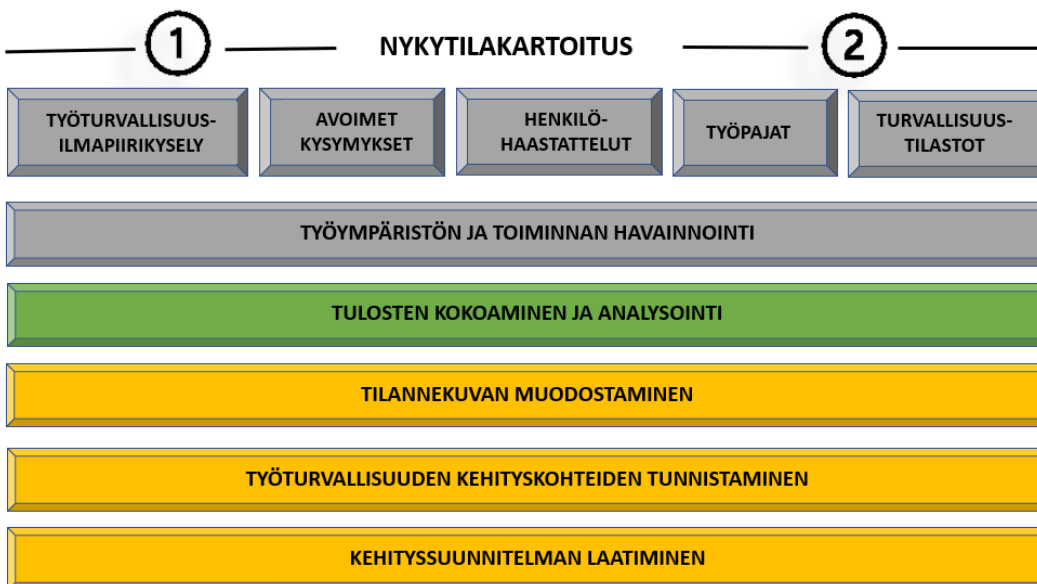 1 NYKYTILAKARTOITUS 2
TYÖTURVALLISUUS-
ILMAPIIRIKYSELY
AVOIMET
KYSYMYKSET
HENKILÖ-
HAASTATTELUT
TYÖPAJAT
TURVALLISUUS-
TILASTOT
TYÖYMPÄRISTÖN JA TOIMINNAN HAVAINNOINTI
TULOSTEN KOKOAMINEN JA ANALYSOINTI
TILANNEKUVAN MUODOSTAMINEN
TYÖTURVALLISUUDEN KEHITYSKOHTEIDEN TUNNISTAMINEN
KEHITYSSUUNNITELMAN LAATIMINEN